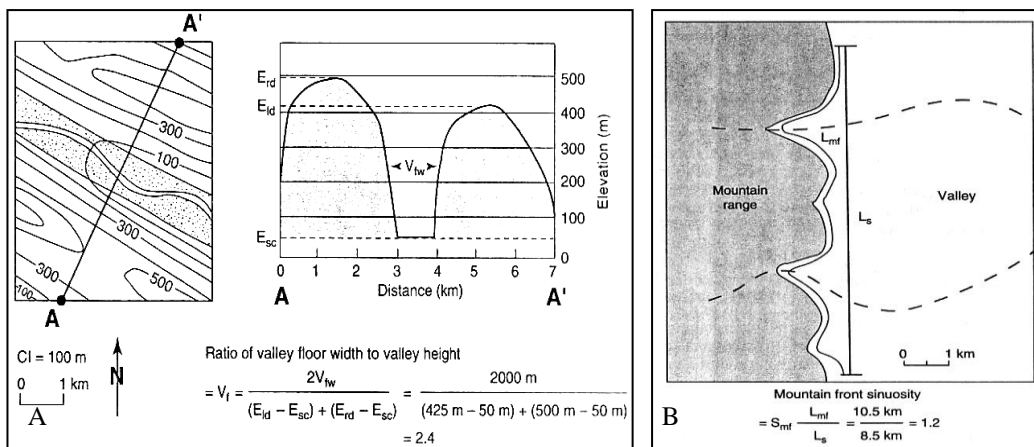 A'
300
100
300
300
500
100
A
CI = 100 m
0 1 km
N
A
E_rd
E_ld
E_sc
V_fw
500
400
300
200
100
0
Elevation (m)
0 1 2 3 4 5 6 7
A Distance (km) A'
Ratio of valley floor width to valley height
= V_f = 2V_fw / (E_ld – E_sc) + (E_rd – E_sc) = 2000 m / (425 m – 50 m) + (500 m – 50 m)
= 2.4
Mountain
range
L_mf
L_s
Valley
0 1 km
B
Mountain front sinuosity
= S_mf L_mf / L_s = 10.5 km / 8.5 km = 1.2